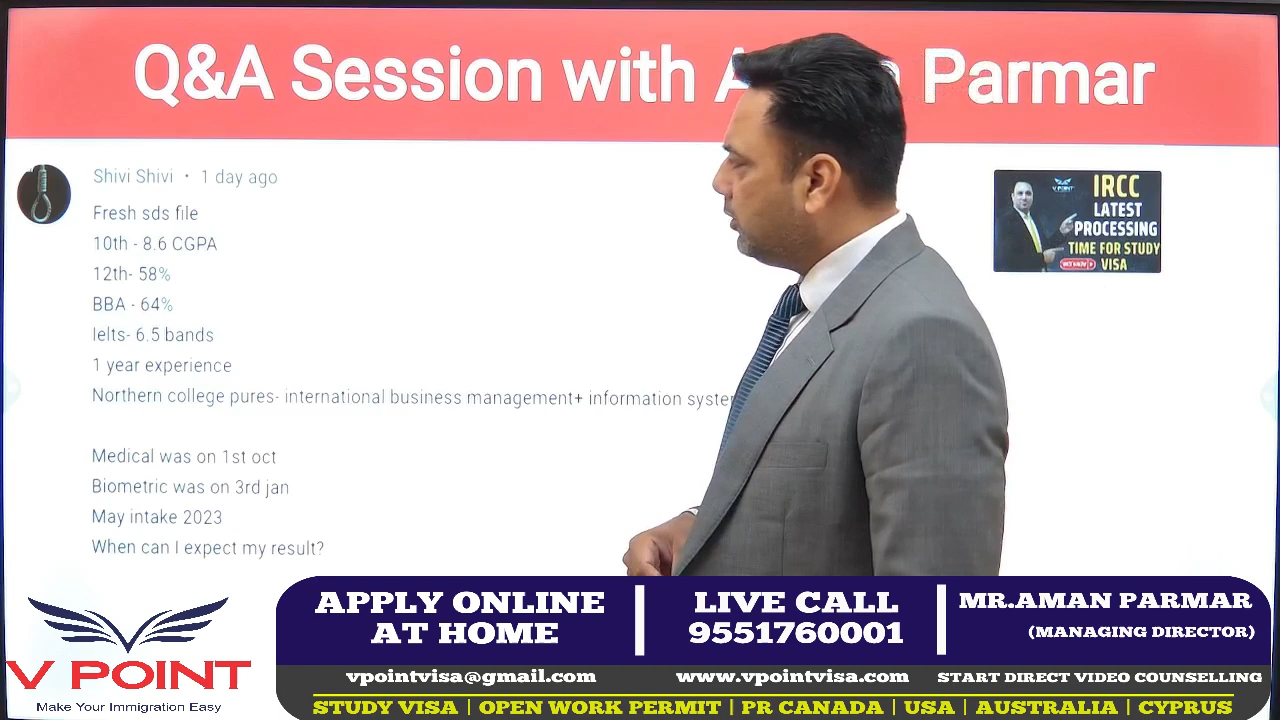 Q&A Session with A Parmar
Shivi Shivi • 1 day ago
Fresh sds file
10th - 8.6 CGPA
12th- 58%
BBA - 64%
Ielts- 6.5 bands
1 year experience
Northern college pures- international business management+ information
Medical was on 1st oct
Biometric was on 3rd jan
May intake 2023
When can I expect my result?
V POINT
IRCC
LATEST
PROCESSING
TIME FOR STUDY
VISA
V POINT
Make Your Immigration Easy
APPLY ONLINE
AT HOME
LIVE CALL
9551760001
MR.AMAN PARMAR
(MANAGING DIRECTOR)
vpointvisa@gmail.com
www.vpointvisa.com
START DIRECT VIDEO COUNSELLING
STUDY VISA | OPEN WORK PERMIT | PR CANADA | USA | AUSTRALIA | CYPRUS